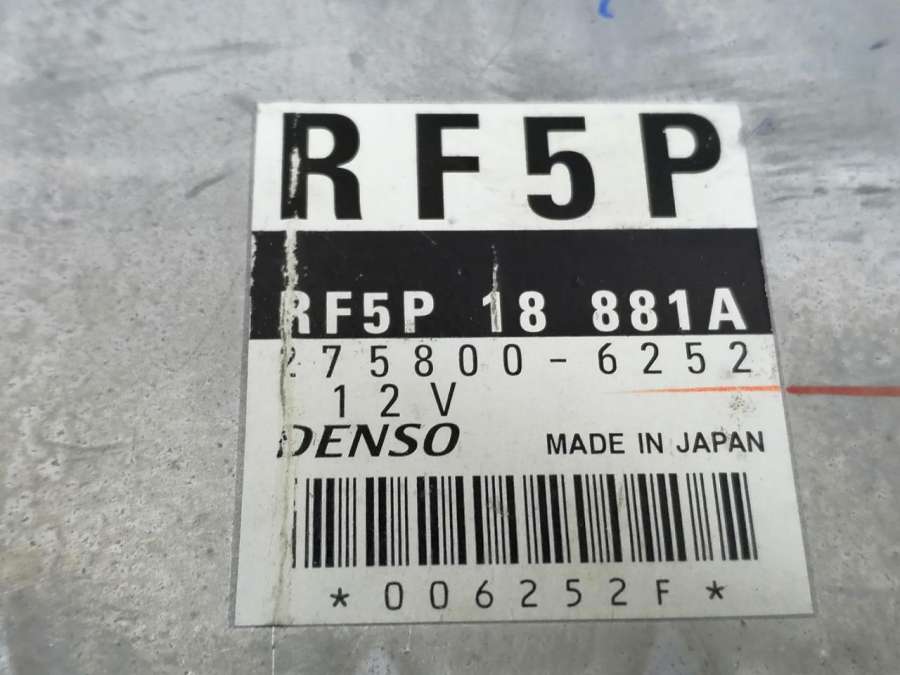 RF5P
RF5P 18 881A
275800-6252
12V
DENSO MADE IN JAPAN
*006252F*